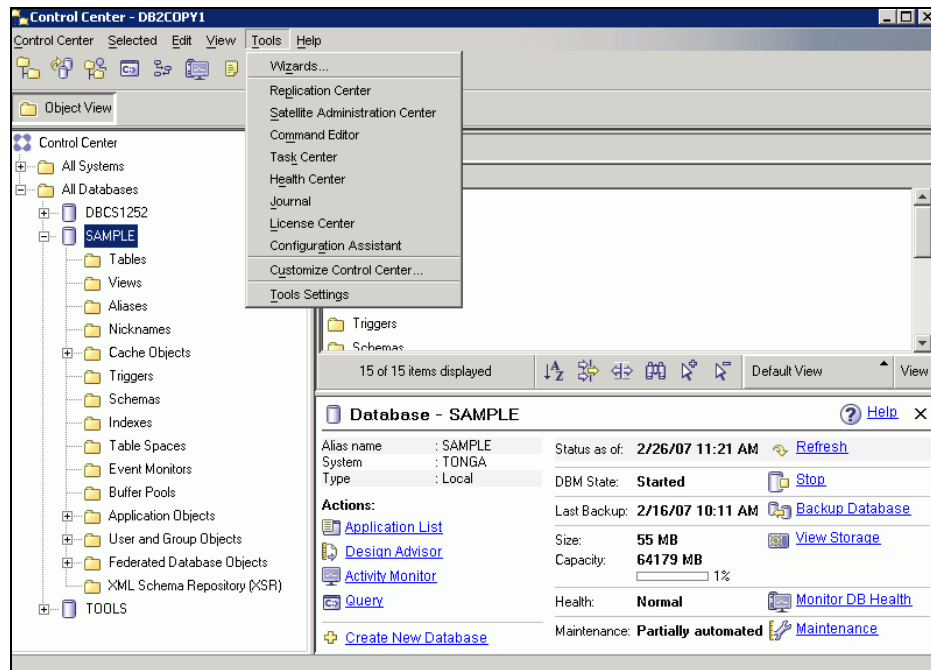 Control Center - DB2COPY1
Control Center Selected Edit View Tools Help
Wizards...
Replication Center
Satellite Administration Center
Command Editor
Task Center
Health Center
Journal
License Center
Configuration Assistant
Customize Control Center...
Tools Settings
Object View
Control Center
All Systems
All Databases
DBCS1252
SAMPLE
Tables
Views
Aliases
Nicknames
Cache Objects
Triggers
Schemas
Indexes
Table Spaces
Event Monitors
Buffer Pools
Application Objects
User and Group Objects
Federated Database Objects
XML Schema Repository (XSR)
TOOLS
Triggers
Schemas
15 of 15 items displayed
Default View
View
Database - SAMPLE
Help
Alias name : SAMPLE
System : TONGA
Type : Local
Actions:
Application List
Design Advisor
Activity Monitor
Query
Create New Database
Status as of: 2/26/07 11:21 AM Refresh
DBM State: Started Stop
Last Backup: 2/16/07 10:11 AM Backup Database
Size: 55 MB View Storage
Capacity: 64179 MB
1%
Health: Normal Monitor DB Health
Maintenance: Partially automated Maintenance